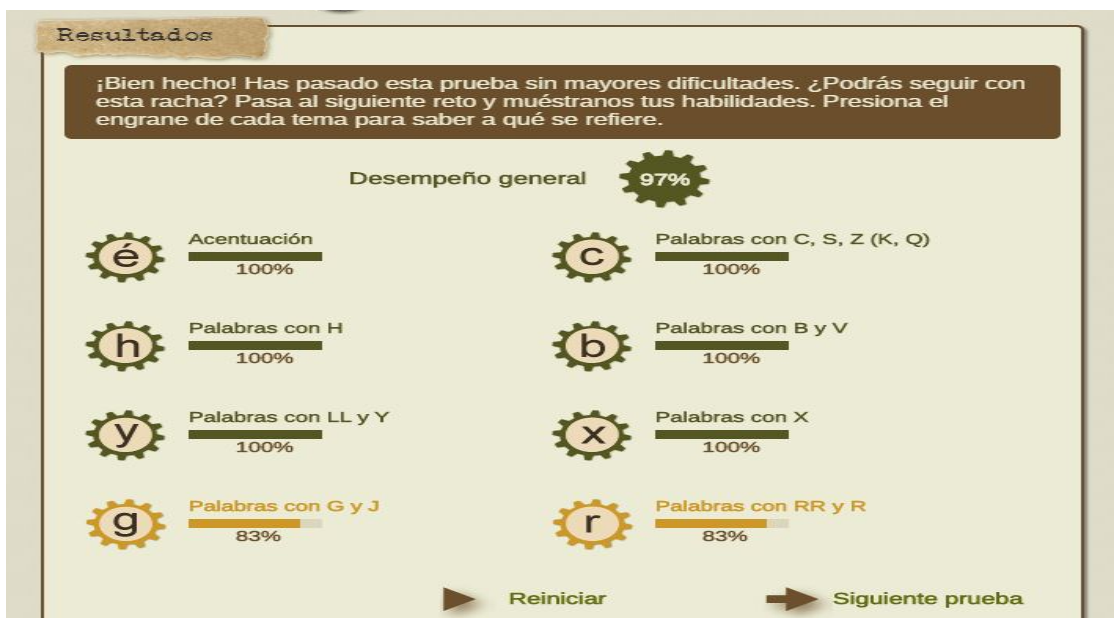 Resultados
¡Bien hecho! Has pasado esta prueba sin mayores dificultades. ¿Podrás seguir con
esta racha? Pasa al siguiente reto y muéstranos tus habilidades. Presiona el
engrane de cada tema para saber a qué se refiere.
Desempeño general 97%
é Acentuación 100%
c Palabras con C, S, Z (K, Q) 100%
h Palabras con H 100%
b Palabras con B y V 100%
y Palabras con LL y Y 100%
x Palabras con X 100%
g Palabras con G y J 83%
r Palabras con RR y R 83%
Reiniciar
Siguiente prueba